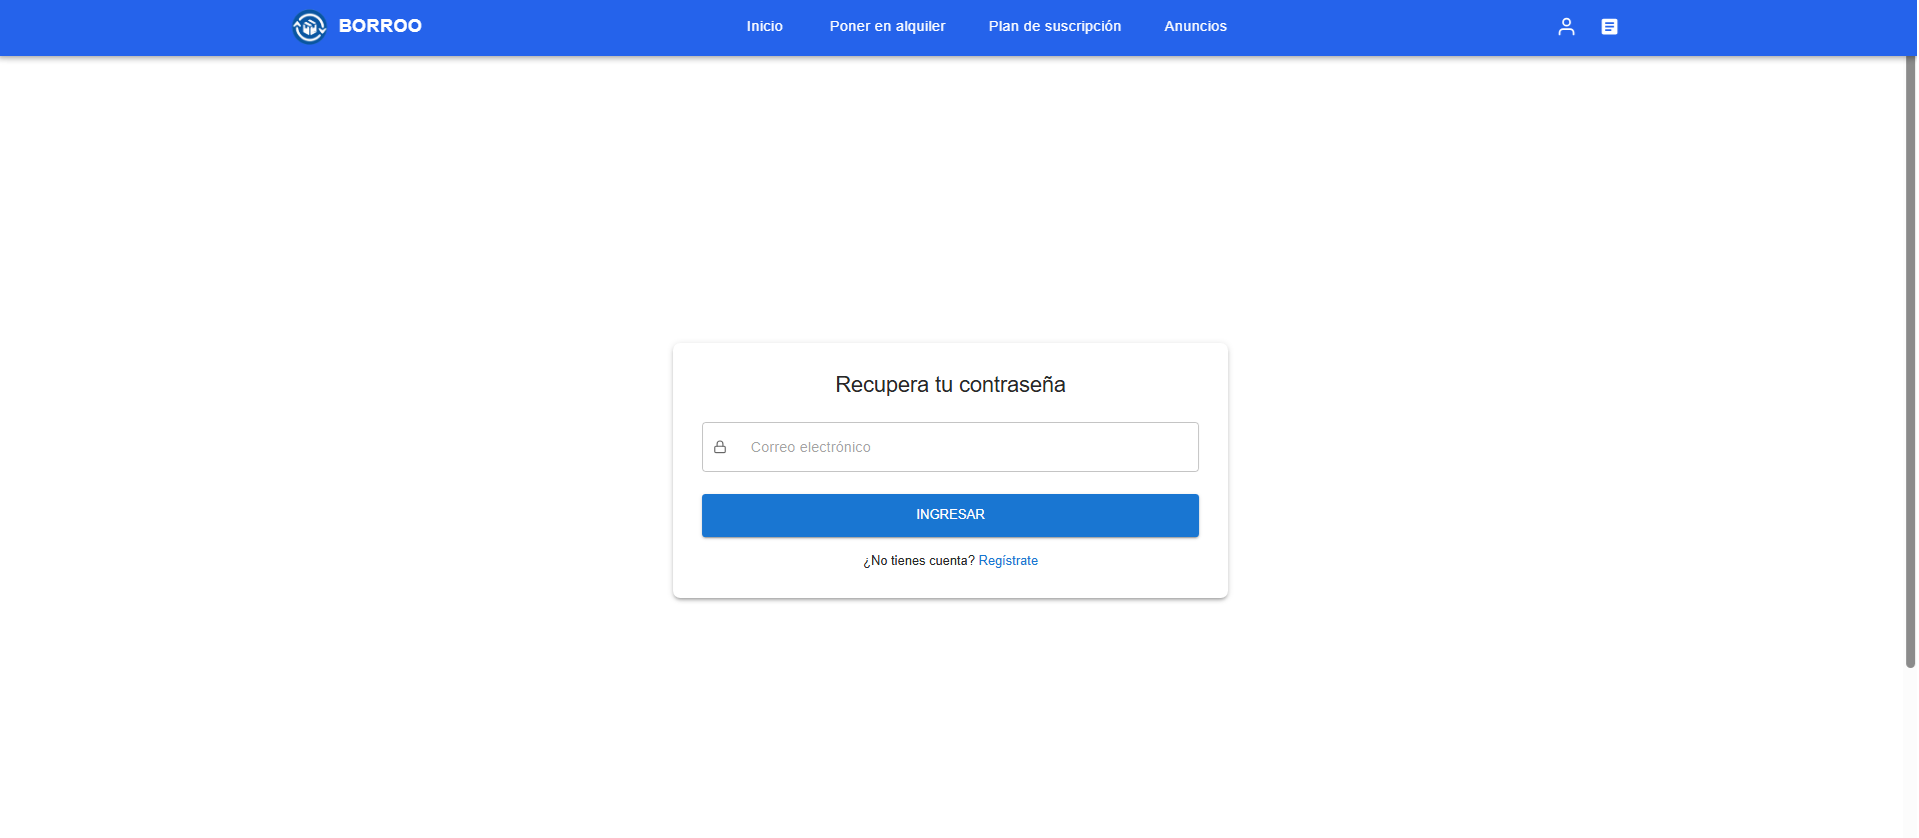 BORROO
Inicio
Poner en alquiler
Plan de suscripción
Anuncios
Recupera tu contraseña
Correo electrónico
INGRESAR
¿No tienes cuenta? Regístrate